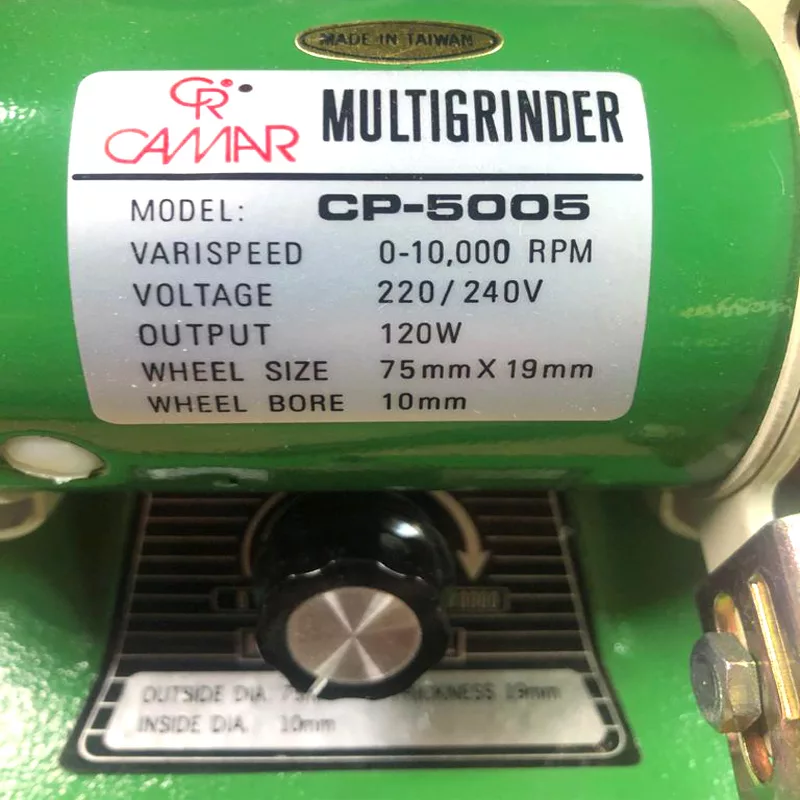 MADE IN TAIWAN
CR
CAMAR MULTIGRINDER
MODEL: CP-5005
VARISPEED 0-10,000 RPM
VOLTAGE 220/240V
OUTPUT 120W
WHEEL SIZE 75mm X 19mm
WHEEL BORE 10mm
OUTSIDE DIA. THICKNESS 19mm
INSIDE DIA. 10mm